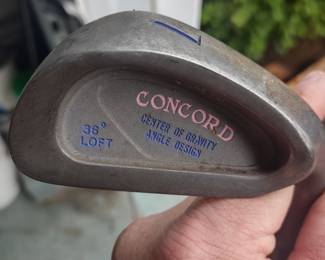 7
CONCORD
CENTER OF GRAVITY
ANGLE DESIGN
36°
LOFT